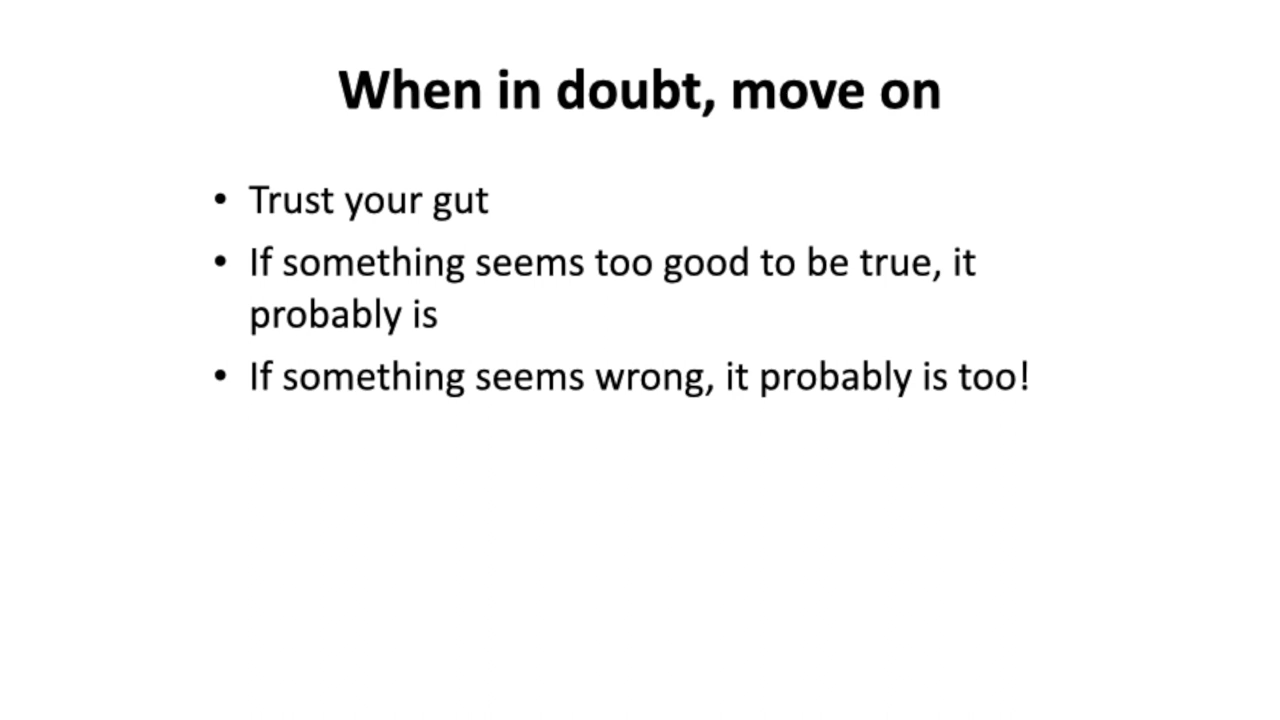 When in doubt, move on
• Trust your gut
• If something seems too good to be true, it
probably is
• If something seems wrong, it probably is too!